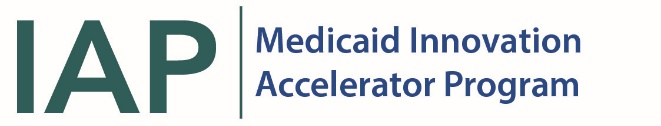 IAP
Medicaid Innovation
Accelerator Program